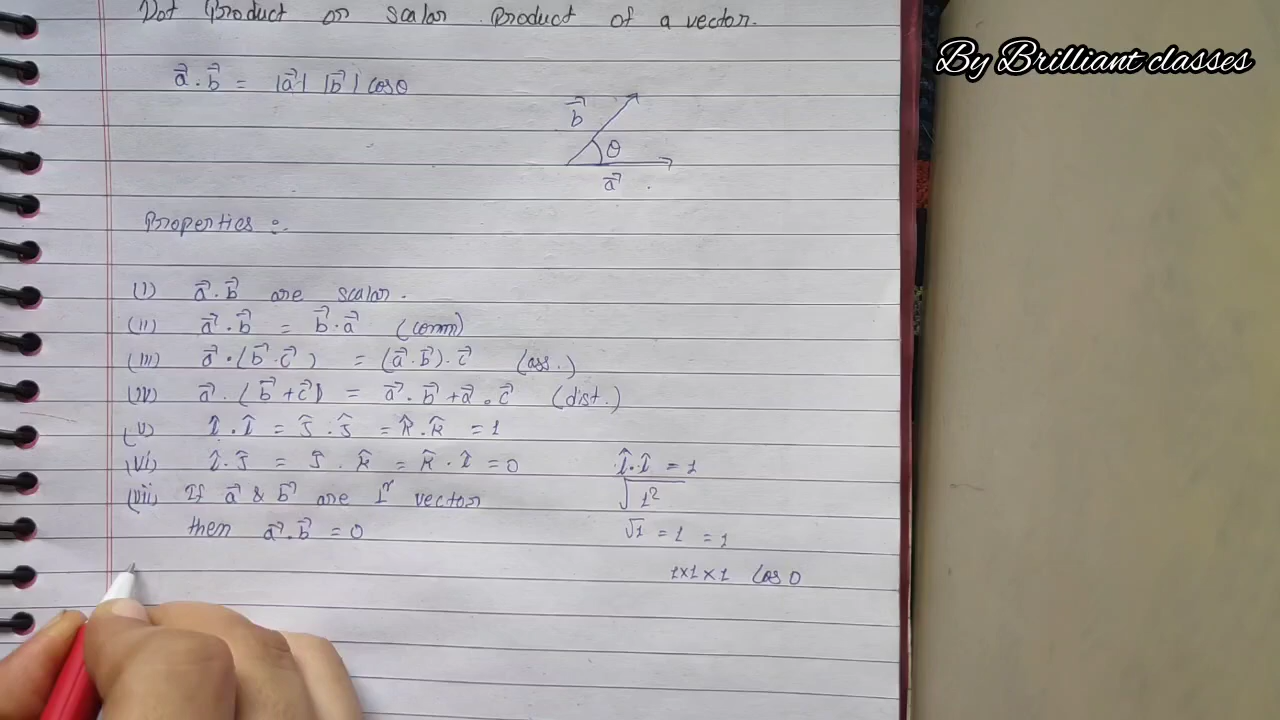 Dot Product or scalar Product of a vector.
By Brilliant classes
a⃗ . b⃗ = |a⃗| |b⃗| cosθ
b⃗
θ
a⃗
Properties :-
(i) a⃗ . b⃗ are scalar.
(ii) a⃗ . b⃗ = b⃗ . a⃗ (comm)
(iii) a⃗ . (b⃗ . c⃗) = (a⃗ . b⃗) . c⃗ (ass.)
(iv) a⃗ . (b⃗ + c⃗) = a⃗ . b⃗ + a⃗ . c⃗ (dist.)
(v) î . î = ĵ . ĵ = k̂ . k̂ = 1
(vi) î . ĵ = ĵ . k̂ = k̂ . î = 0
î . î = 1
(vii) If a⃗ & b⃗ are ⊥r vector
√1²
then a⃗ . b⃗ = 0
√1 = 1 = 1
1×1×1 Cos 0